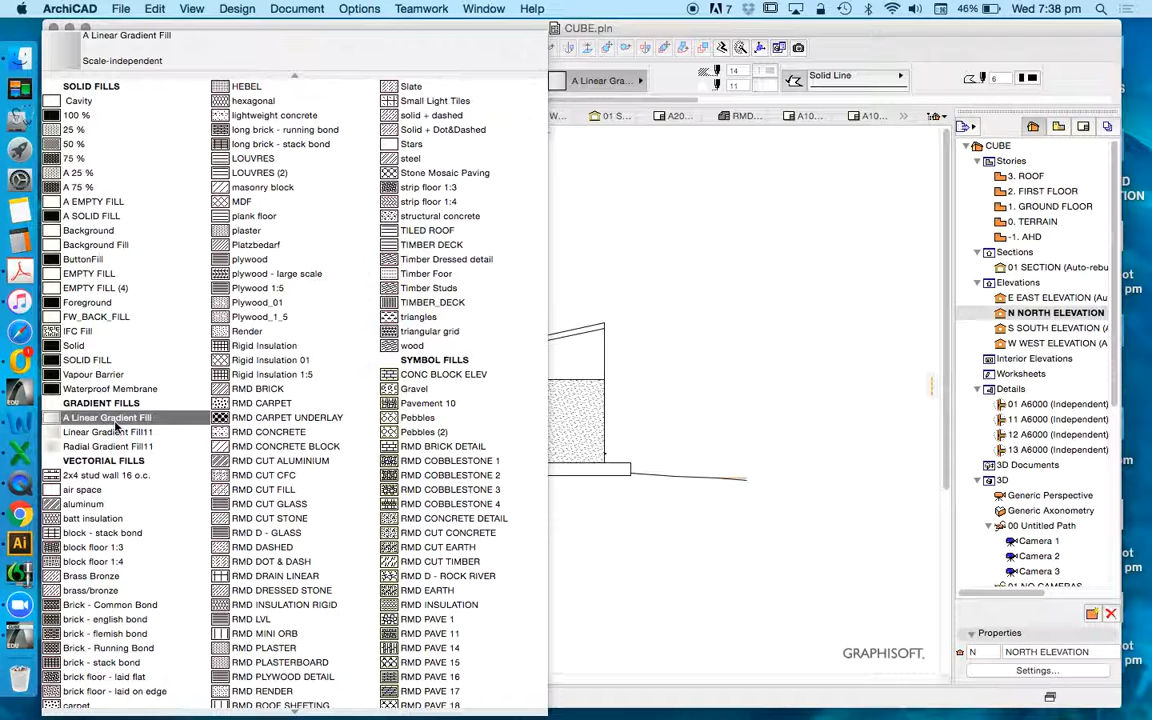 ArchiCAD File Edit View Design Document Options Teamwork Window Help 7 46% Wed 7:38 pm
A Linear Gradient Fill
Scale-independent
CUBE.pln
A Linear Gra...
14
11
Solid Line
6
W...
01 S...
A20...
RMD...
A10...
A10...
SOLID FILLS
Cavity
100 %
25 %
50 %
75 %
A 25 %
A 75 %
A EMPTY FILL
A SOLID FILL
Background
Background Fill
ButtonFill
EMPTY FILL
EMPTY FILL (4)
Foreground
FW_BACK_FILL
IFC Fill
Solid
SOLID FILL
Vapour Barrier
Waterproof Membrane
GRADIENT FILLS
A Linear Gradient Fill
Linear Gradient Fill11
Radial Gradient Fill11
VECTORIAL FILLS
2x4 stud wall 16 o.c.
air space
aluminum
batt insulation
block - stack bond
block floor 1:3
block floor 1:4
Brass Bronze
brass/bronze
Brick - Common Bond
brick - english bond
brick - flemish bond
Brick - Running Bond
brick - stack bond
brick floor - laid flat
brick floor - laid on edge
carpet
HEBEL
hexagonal
lightweight concrete
long brick - running bond
long brick - stack bond
LOUVRES
LOUVRES (2)
masonry block
MDF
plank floor
plaster
Platzbedarf
plywood
plywood - large scale
Plywood 1:5
Plywood_01
Plywood_1_5
Render
Rigid Insulation
Rigid Insulation 01
Rigid Insulation 1:5
RMD BRICK
RMD CARPET
RMD CARPET UNDERLAY
RMD CONCRETE
RMD CONCRETE BLOCK
RMD CUT ALUMINIUM
RMD CUT CFC
RMD CUT FILL
RMD CUT GLASS
RMD CUT STONE
RMD D - GLASS
RMD DASHED
RMD DOT & DASH
RMD DRAIN LINEAR
RMD DRESSED STONE
RMD INSULATION RIGID
RMD LVL
RMD MINI ORB
RMD PLASTER
RMD PLASTERBOARD
RMD PLYWOOD DETAIL
RMD RENDER
RMD ROOF SHEETING
Slate
Small Light Tiles
solid + dashed
Solid + Dot&Dashed
Stars
steel
Stone Mosaic Paving
strip floor 1:3
strip floor 1:4
structural concrete
TILED ROOF
TIMBER DECK
Timber Dressed detail
Timber Foor
Timber Studs
TIMBER_DECK
triangles
triangular grid
wood
SYMBOL FILLS
CONC BLOCK ELEV
Gravel
Pavement 10
Pebbles
Pebbles (2)
RMD BRICK DETAIL
RMD COBBLESTONE 1
RMD COBBLESTONE 2
RMD COBBLESTONE 3
RMD COBBLESTONE 4
RMD CONCRETE DETAIL
RMD CUT CONCRETE
RMD CUT EARTH
RMD CUT TIMBER
RMD D - ROCK RIVER
RMD EARTH
RMD INSULATION
RMD PAVE 1
RMD PAVE 11
RMD PAVE 14
RMD PAVE 15
RMD PAVE 16
RMD PAVE 17
RMD PAVE 18
GRAPHISOFT
CUBE
Stories
3. ROOF
2. FIRST FLOOR
1. GROUND FLOOR
0. TERRAIN
-1. AHD
Sections
01 SECTION (Auto-rebu
Elevations
E EAST ELEVATION (Au
N NORTH ELEVATION
S SOUTH ELEVATION (A
W WEST ELEVATION (A
Interior Elevations
Worksheets
Details
01 A6000 (Independent)
11 A6000 (Independent)
12 A6000 (Independent)
13 A6000 (Independent)
3D Documents
3D
Generic Perspective
Generic Axonometry
00 Untitled Path
Camera 1
Camera 2
Camera 3
01 NO CAMERAS
Properties
N NORTH ELEVATION
Settings...